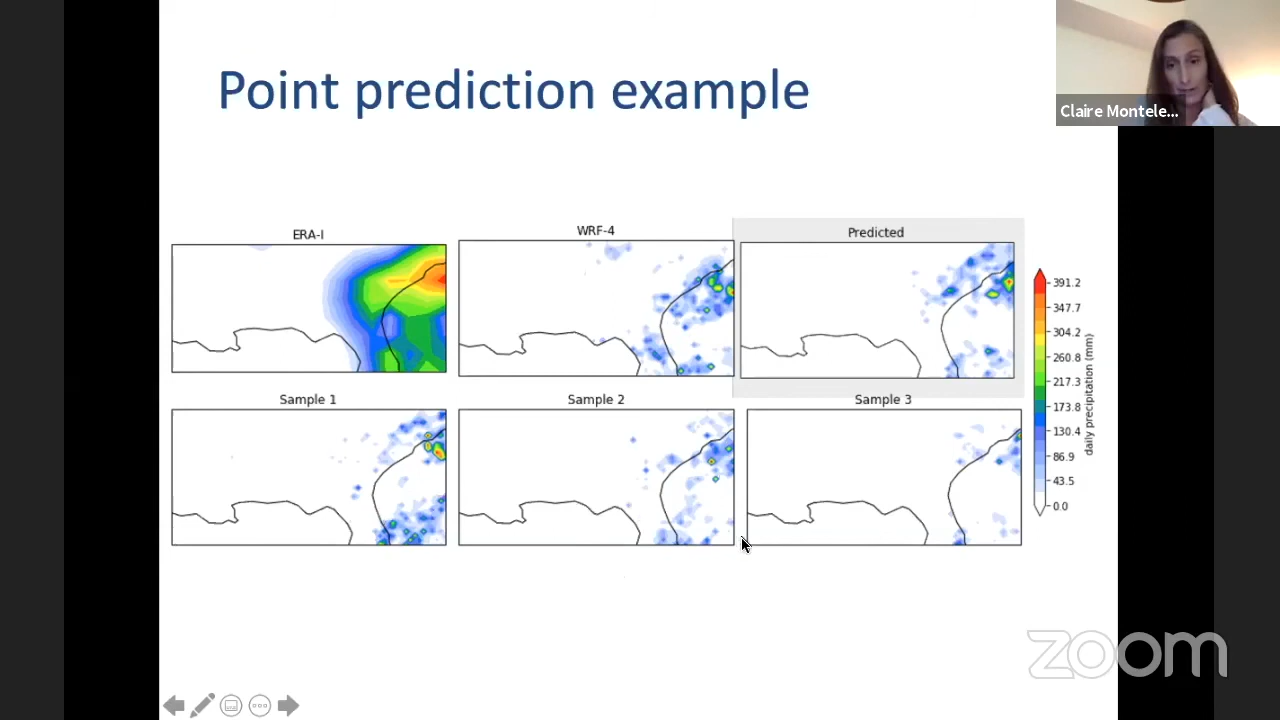 Point prediction example
Claire Montele...
ERA-I
WRF-4
Predicted
Sample 1
Sample 2
Sample 3
391.2
347.7
304.2
260.8
217.3
173.8
130.4
86.9
43.5
0.0
daily precipitation (mm)
zoom